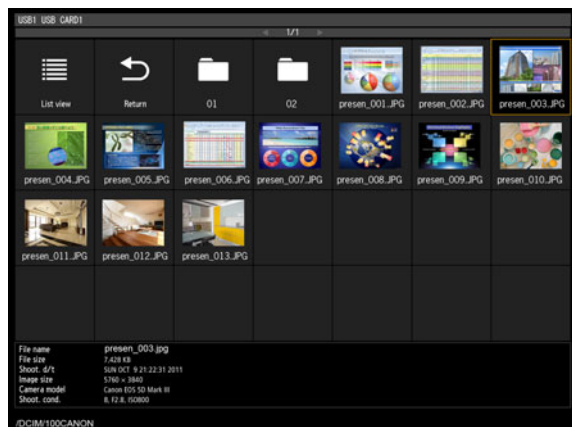 USB1 USB CARD1
1/1
List view
Return
01
02
presen_001.JPG
presen_002.JPG
presen_003.JPG
presen_004.JPG
presen_005.JPG
presen_006.JPG
presen_007.JPG
presen_008.JPG
presen_009.JPG
presen_010.JPG
presen_011.JPG
presen_012.JPG
presen_013.JPG
File name presen_003.jpg
File size 7,428 KB
Shoot. d/t SUN OCT 9 21:22:31 2011
Image size 5760 × 3840
Camera model Canon EOS 5D Mark III
Shoot. cond. 8, F2.8, ISO800
/DCIM/100CANON